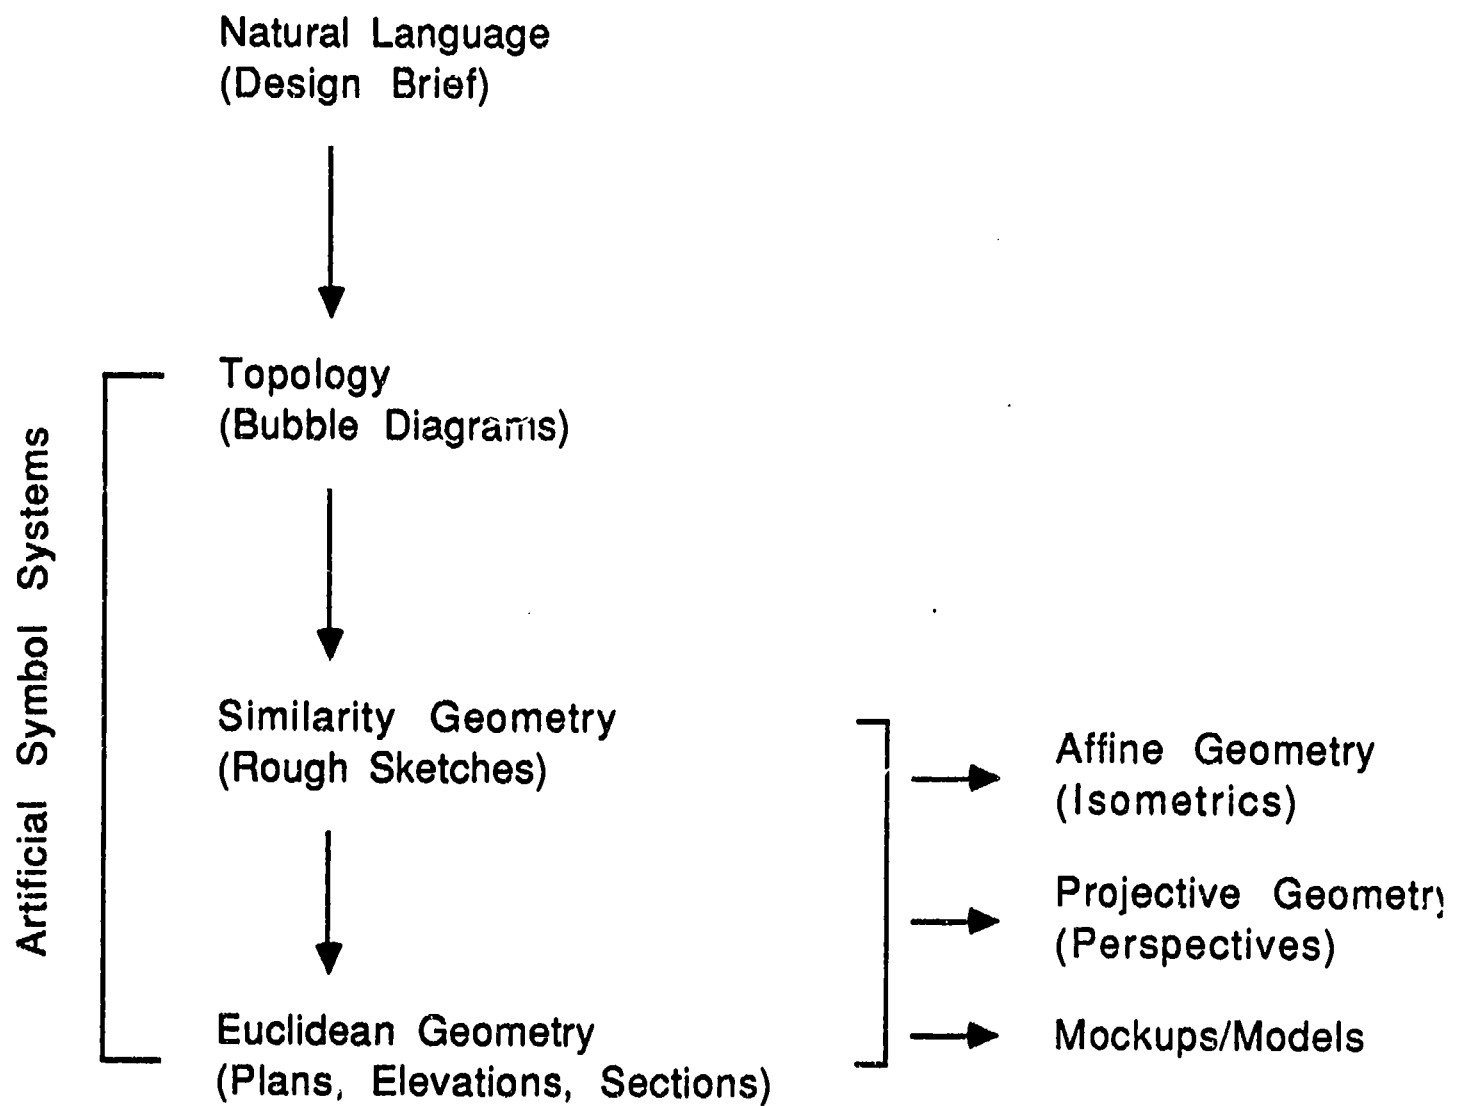 Natural Language
(Design Brief)
Topology
(Bubble Diagrams)
Artificial Symbol Systems
Similarity Geometry
(Rough Sketches)
Euclidean Geometry
(Plans, Elevations, Sections)
Affine Geometry
(Isometrics)
Projective Geometry
(Perspectives)
Mockups/Models